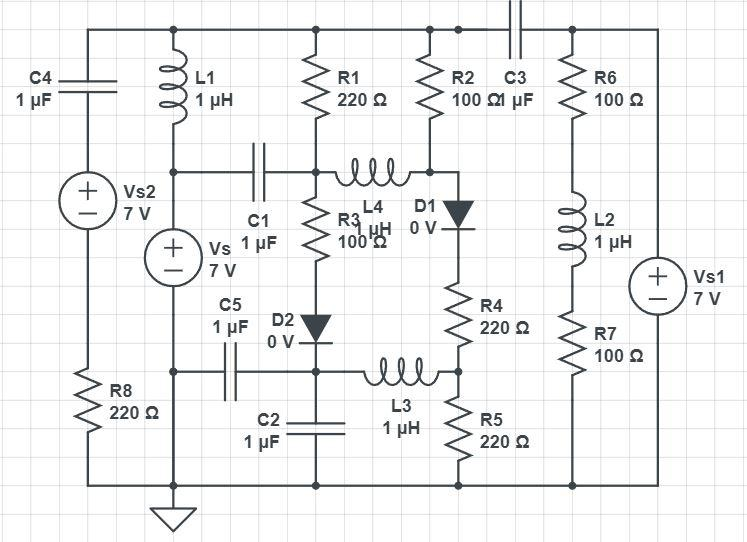 C4
1 µF
L1
1 µH
R1
220 Ω
R2
100 Ω
C3
1 µF
R6
100 Ω
Vs2
7 V
Vs
7 V
C1
1 µF
R3
100 Ω
L4
1 µH
D1
0 V
L2
1 µH
Vs1
7 V
C5
1 µF
D2
0 V
R4
220 Ω
R7
100 Ω
R8
220 Ω
C2
1 µF
L3
1 µH
R5
220 Ω